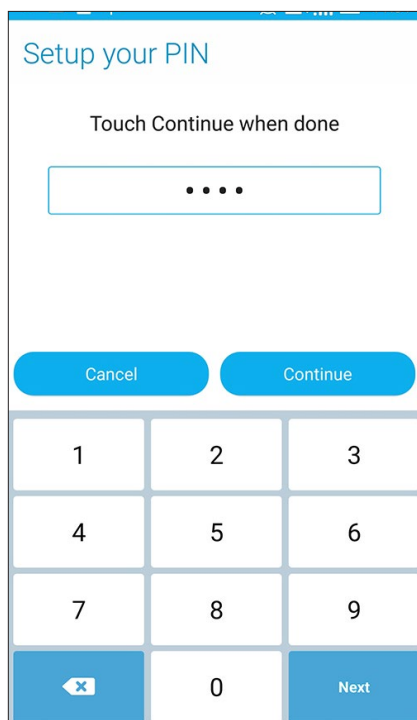 Setup your PIN
Touch Continue when done
••••
Cancel Continue
1 2 3
4 5 6
7 8 9
0 Next